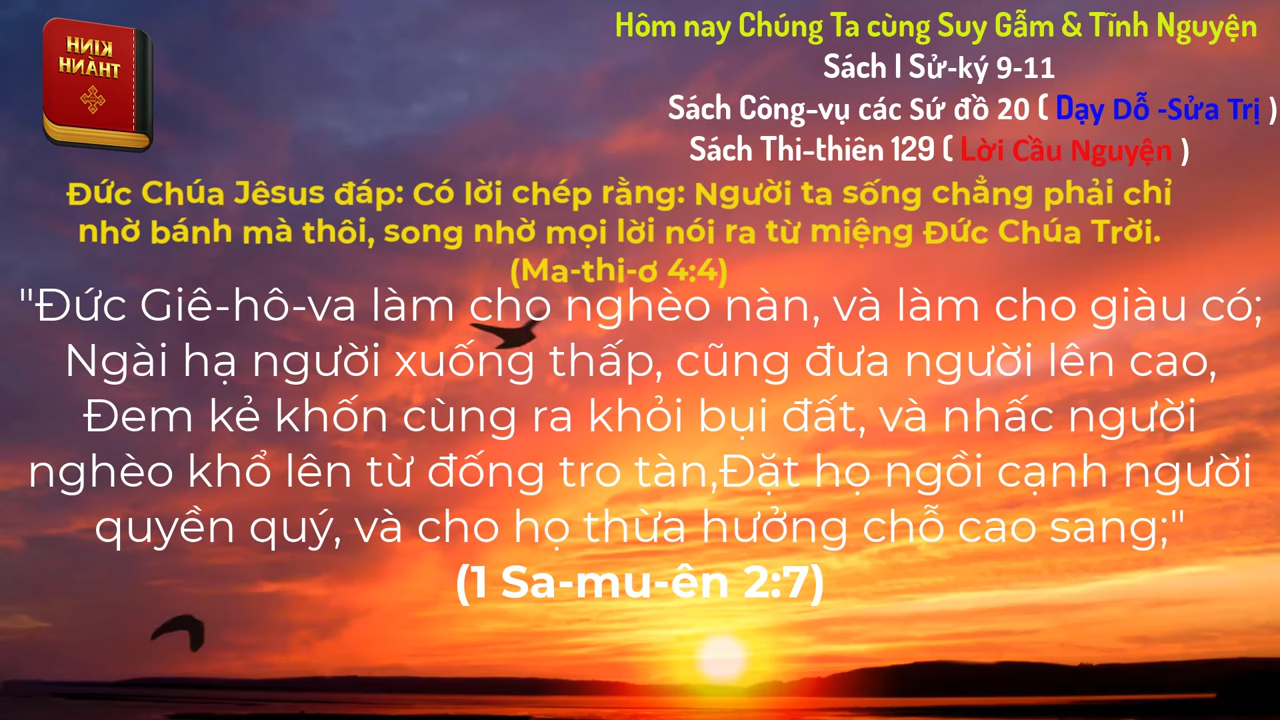 KINH
THÁNH
Hôm nay Chúng Ta cùng Suy Gẫm & Tĩnh Nguyện
Sách I Sử-ký 9-11
Sách Công-vụ các Sứ đồ 20 ( Dạy Dỗ -Sửa Trị )
Sách Thi-thiên 129 ( Lời Cầu Nguyện )
Đức Chúa Jêsus đáp: Có lời chép rằng: Người ta sống chẳng phải chỉ
nhờ bánh mà thôi, song nhờ mọi lời nói ra từ miệng Đức Chúa Trời.
(Ma-thi-ơ 4:4)
"Đức Giê-hô-va làm cho nghèo nàn, và làm cho giàu có;
Ngài hạ người xuống thấp, cũng đưa người lên cao,
Đem kẻ khốn cùng ra khỏi bụi đất, và nhấc người
nghèo khổ lên từ đống tro tàn,Đặt họ ngồi cạnh người
quyền quý, và cho họ thừa hưởng chỗ cao sang;"
(1 Sa-mu-ên 2:7)